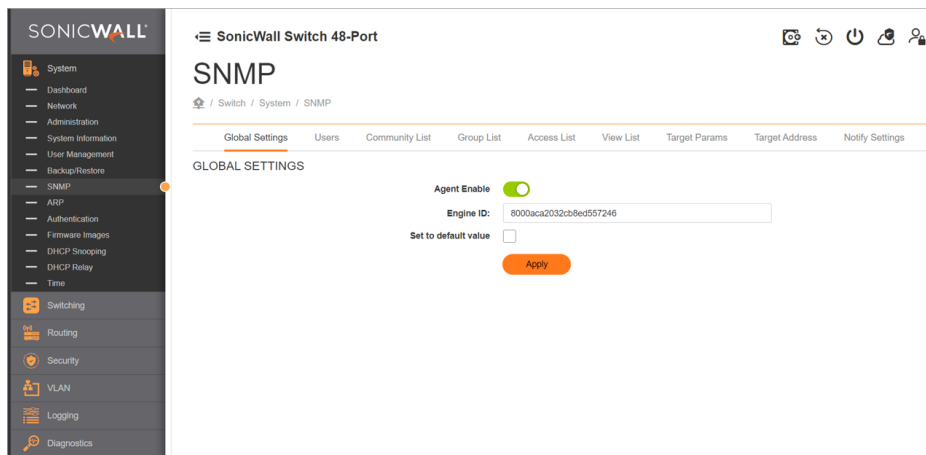 SONICWALL
System
Dashboard
Network
Administration
System Information
User Management
Backup/Restore
SNMP
ARP
Authentication
Firmware Images
DHCP Snooping
DHCP Relay
Time
Switching
Routing
Security
VLAN
Logging
Diagnostics
SonicWall Switch 48-Port
SNMP
/ Switch / System / SNMP
Global Settings Users Community List Group List Access List View List Target Params Target Address Notify Settings
GLOBAL SETTINGS
Agent Enable
Engine ID: 8000aca2032cb8ed557246
Set to default value
Apply